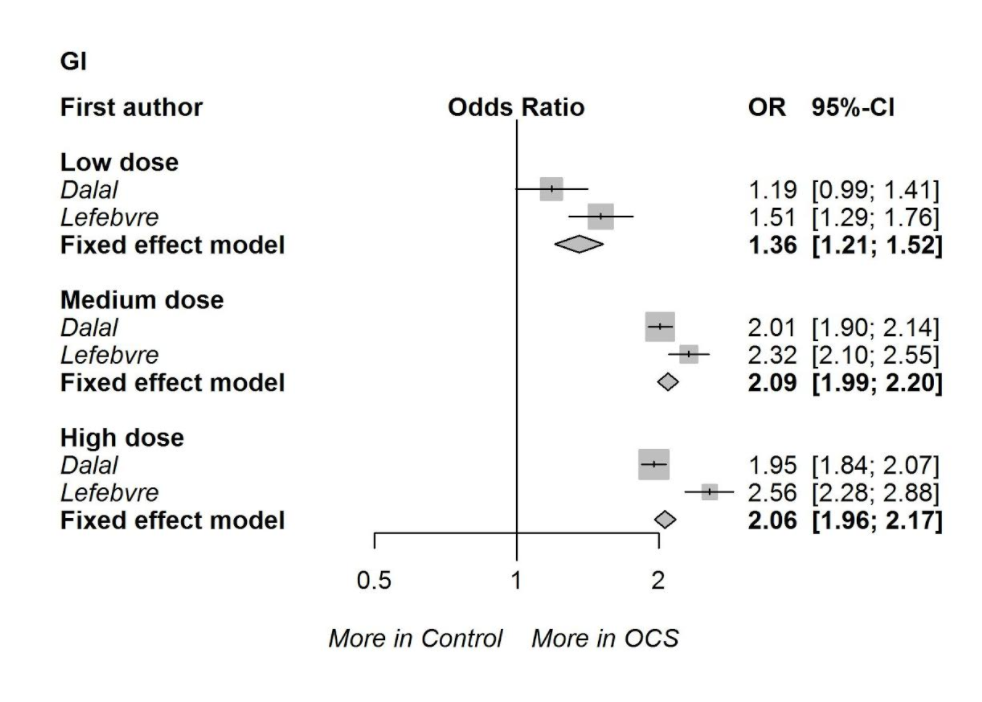 GI
First author Odds Ratio OR 95%-CI
Low dose
Dalal 1.19 [0.99; 1.41]
Lefebvre 1.51 [1.29; 1.76]
Fixed effect model 1.36 [1.21; 1.52]
Medium dose
Dalal 2.01 [1.90; 2.14]
Lefebvre 2.32 [2.10; 2.55]
Fixed effect model 2.09 [1.99; 2.20]
High dose
Dalal 1.95 [1.84; 2.07]
Lefebvre 2.56 [2.28; 2.88]
Fixed effect model 2.06 [1.96; 2.17]
0.5 1 2
More in Control More in OCS